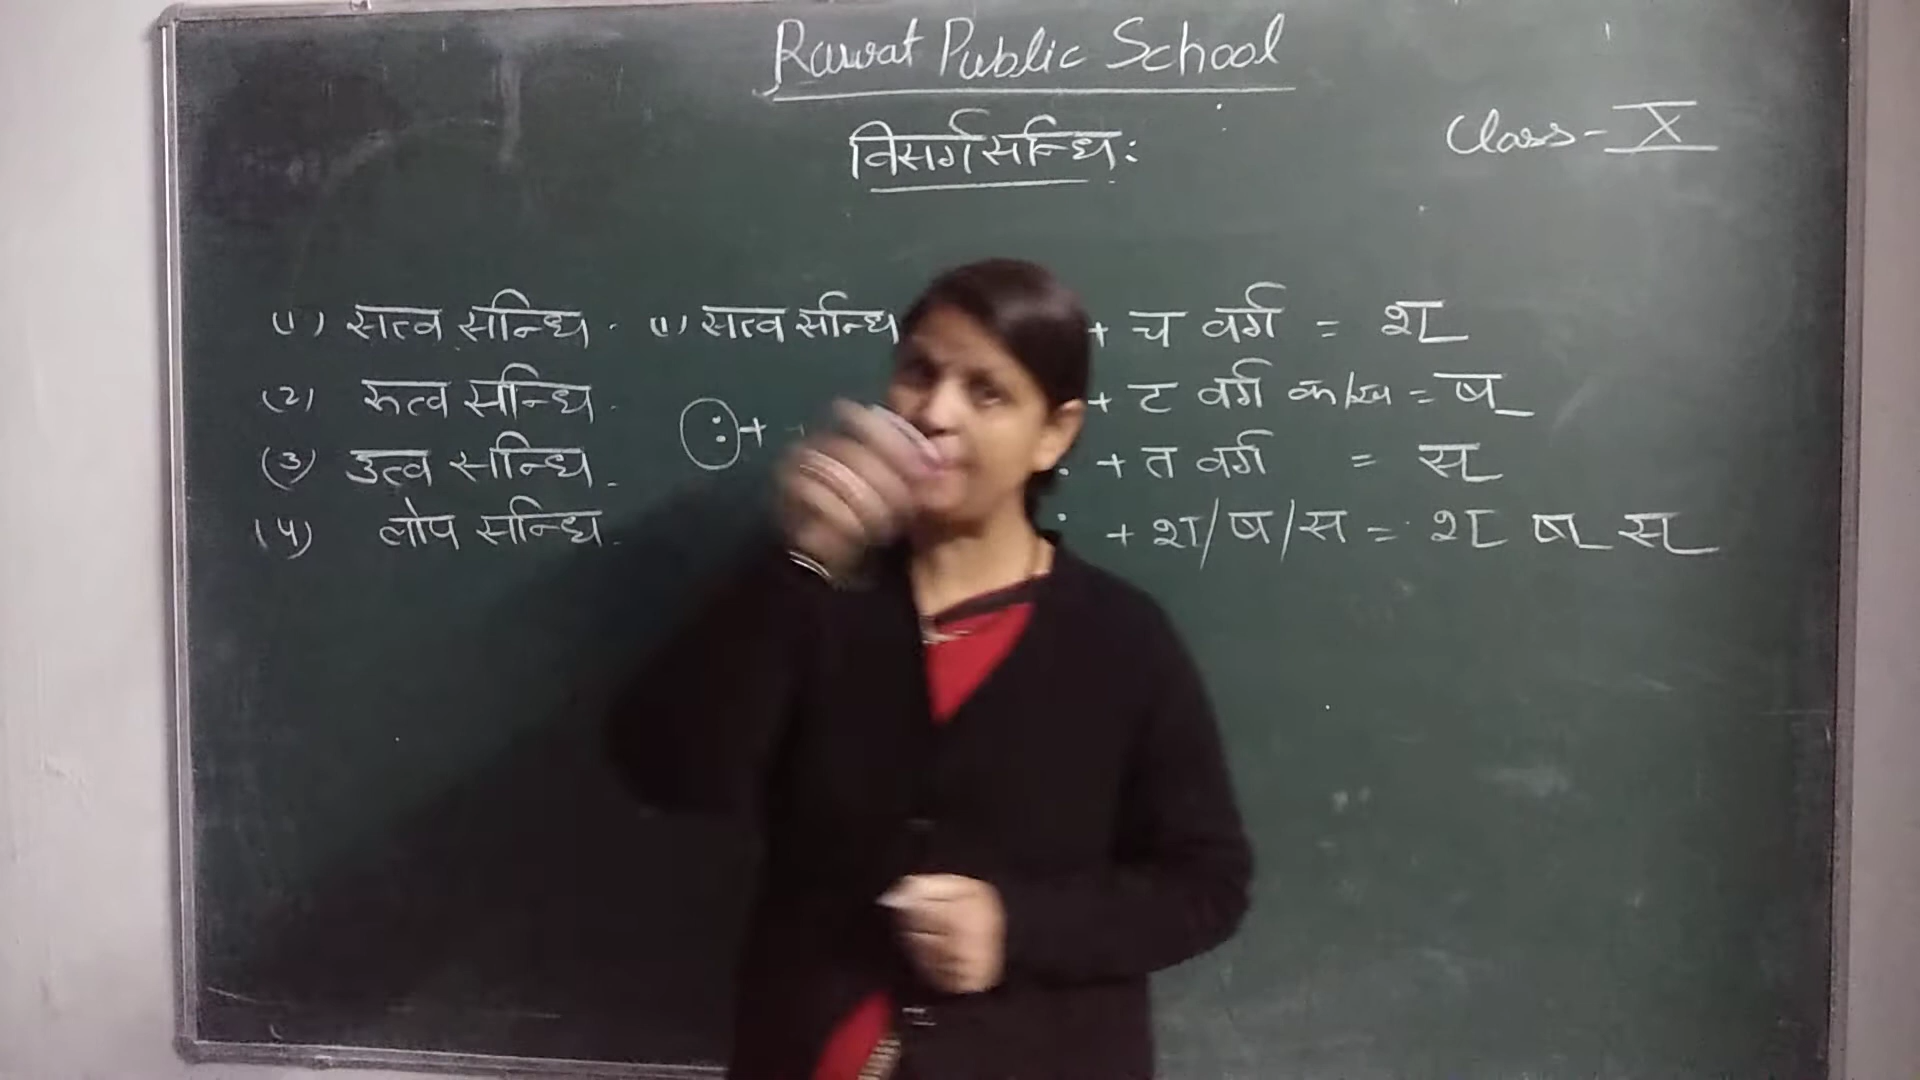 Rawat Public School
विसर्गसन्धि:
Class - X
(1) सत्व सन्धि . (1) सत्व सन्धि + च वर्ग = श्
(2) रुत्व सन्धि . : + + ट वर्ग क/ख = ष्
(3) उत्व सन्धि . : + त वर्ग = स्
(4) लोप सन्धि . : + श/ष/स = श् ष् स्